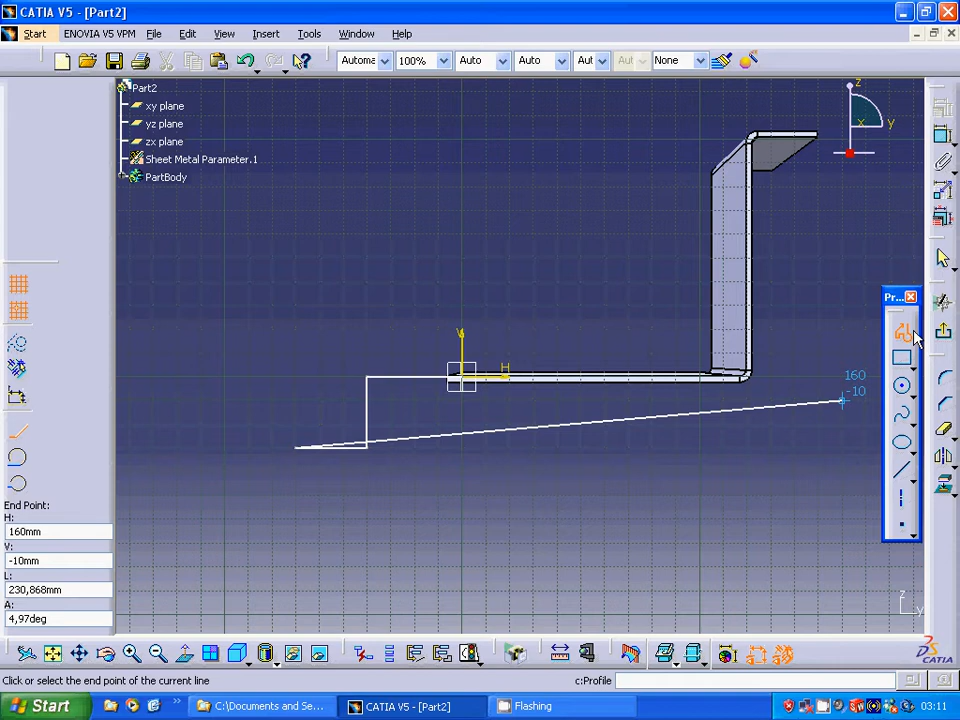 CATIA V5 - [Part2]
Start
ENOVIA V5 VPM
File
Edit
View
Insert
Tools
Window
Help
Automa
100%
Auto
Auto
Aut
Aut
None
Part2
xy plane
yz plane
zx plane
Sheet Metal Parameter.1
PartBody
z
x
y
Pr...
V
H
160
-10
End Point:
H:
160mm
V:
-10mm
L:
230,868mm
A:
4,97deg
z
y
CATIA
Click or select the end point of the current line
c:Profile
Start
C:\Documents and Se...
CATIA V5 - [Part2]
Flashing
03:11